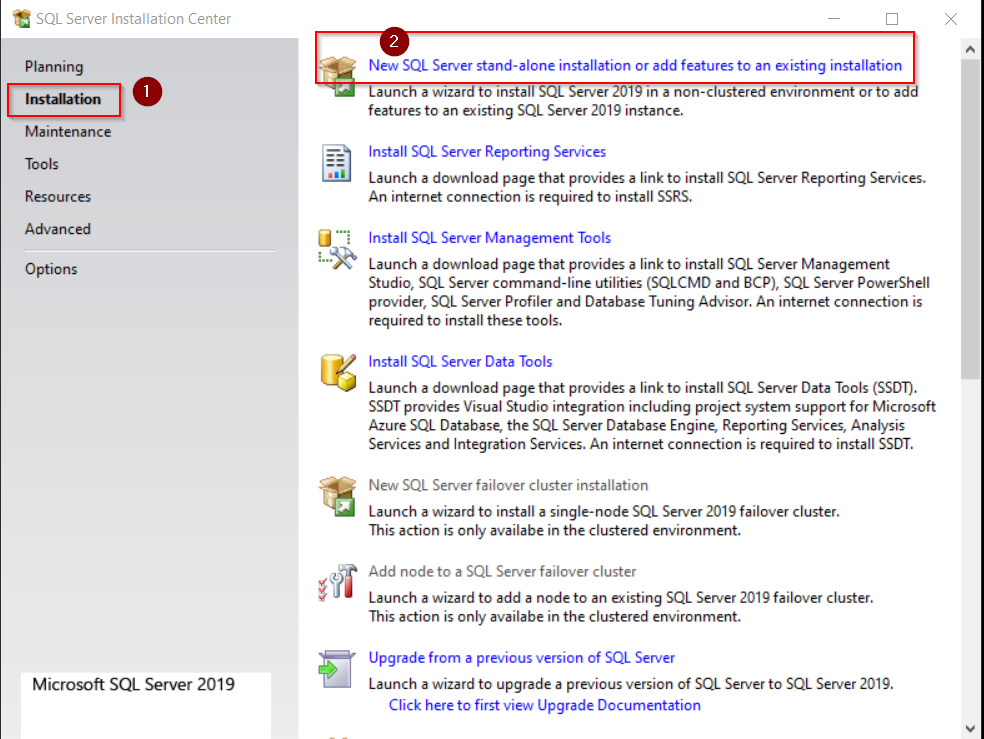 SQL Server Installation Center
Planning
Installation
1
Maintenance
Tools
Resources
Advanced
Options
Microsoft SQL Server 2019
2
New SQL Server stand-alone installation or add features to an existing installation
Launch a wizard to install SQL Server 2019 in a non-clustered environment or to add
features to an existing SQL Server 2019 instance.
Install SQL Server Reporting Services
Launch a download page that provides a link to install SQL Server Reporting Services.
An internet connection is required to install SSRS.
Install SQL Server Management Tools
Launch a download page that provides a link to install SQL Server Management
Studio, SQL Server command-line utilities (SQLCMD and BCP), SQL Server PowerShell
provider, SQL Server Profiler and Database Tuning Advisor. An internet connection is
required to install these tools.
Install SQL Server Data Tools
Launch a download page that provides a link to install SQL Server Data Tools (SSDT).
SSDT provides Visual Studio integration including project system support for Microsoft
Azure SQL Database, the SQL Server Database Engine, Reporting Services, Analysis
Services and Integration Services. An internet connection is required to install SSDT.
New SQL Server failover cluster installation
Launch a wizard to install a single-node SQL Server 2019 failover cluster.
This action is only availabe in the clustered environment.
Add node to a SQL Server failover cluster
Launch a wizard to add a node to an existing SQL Server 2019 failover cluster.
This action is only availabe in the clustered environment.
Upgrade from a previous version of SQL Server
Launch a wizard to upgrade a previous version of SQL Server to SQL Server 2019.
Click here to first view Upgrade Documentation